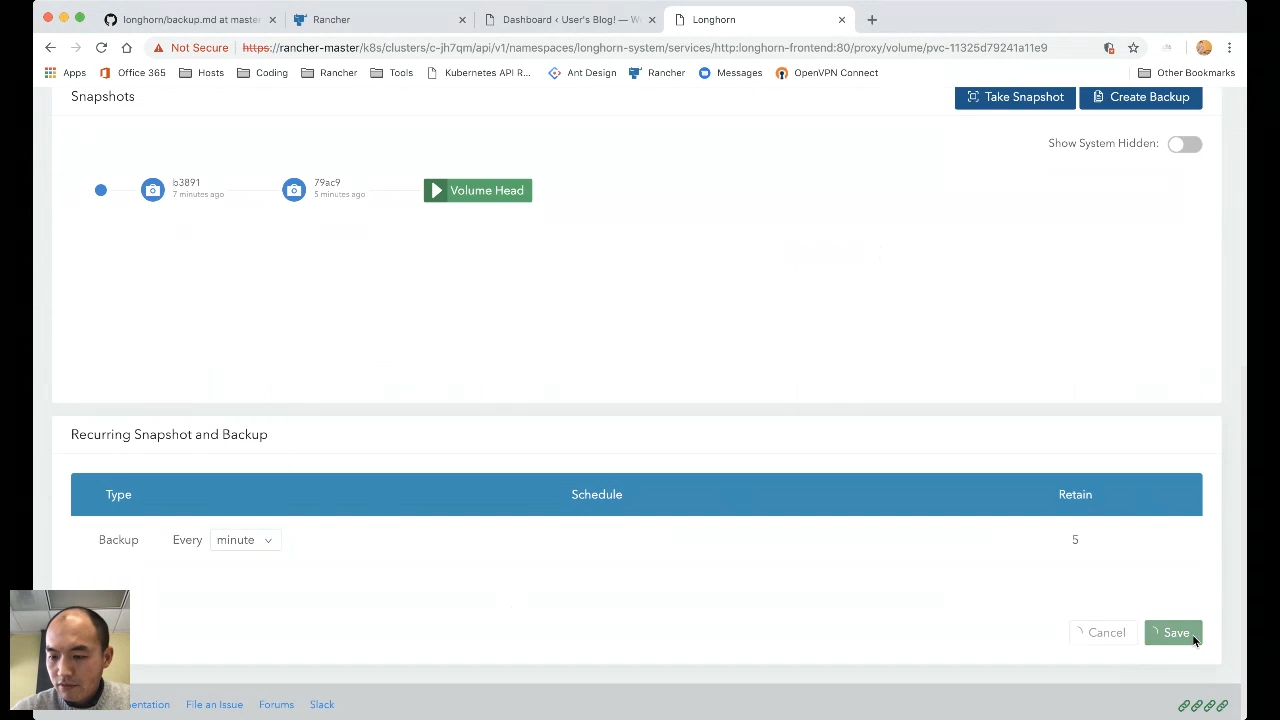 longhorn/backup.md at master
Rancher
Dashboard ‹ User's Blog! — W
Longhorn
Not Secure https://rancher-master/k8s/clusters/c-jh7qm/api/v1/namespaces/longhorn-system/services/http:longhorn-frontend:80/proxy/volume/pvc-11325d79241a11e9
Apps Office 365 Hosts Coding Rancher Tools Kubernetes API R... Ant Design Rancher Messages OpenVPN Connect Other Bookmarks
Snapshots Take Snapshot Create Backup
Show System Hidden:
b3891 79ac9
7 minutes ago 5 minutes ago
Volume Head
Recurring Snapshot and Backup
Type Schedule Retain
Backup Every minute 5
Cancel Save
entation File an Issue Forums Slack